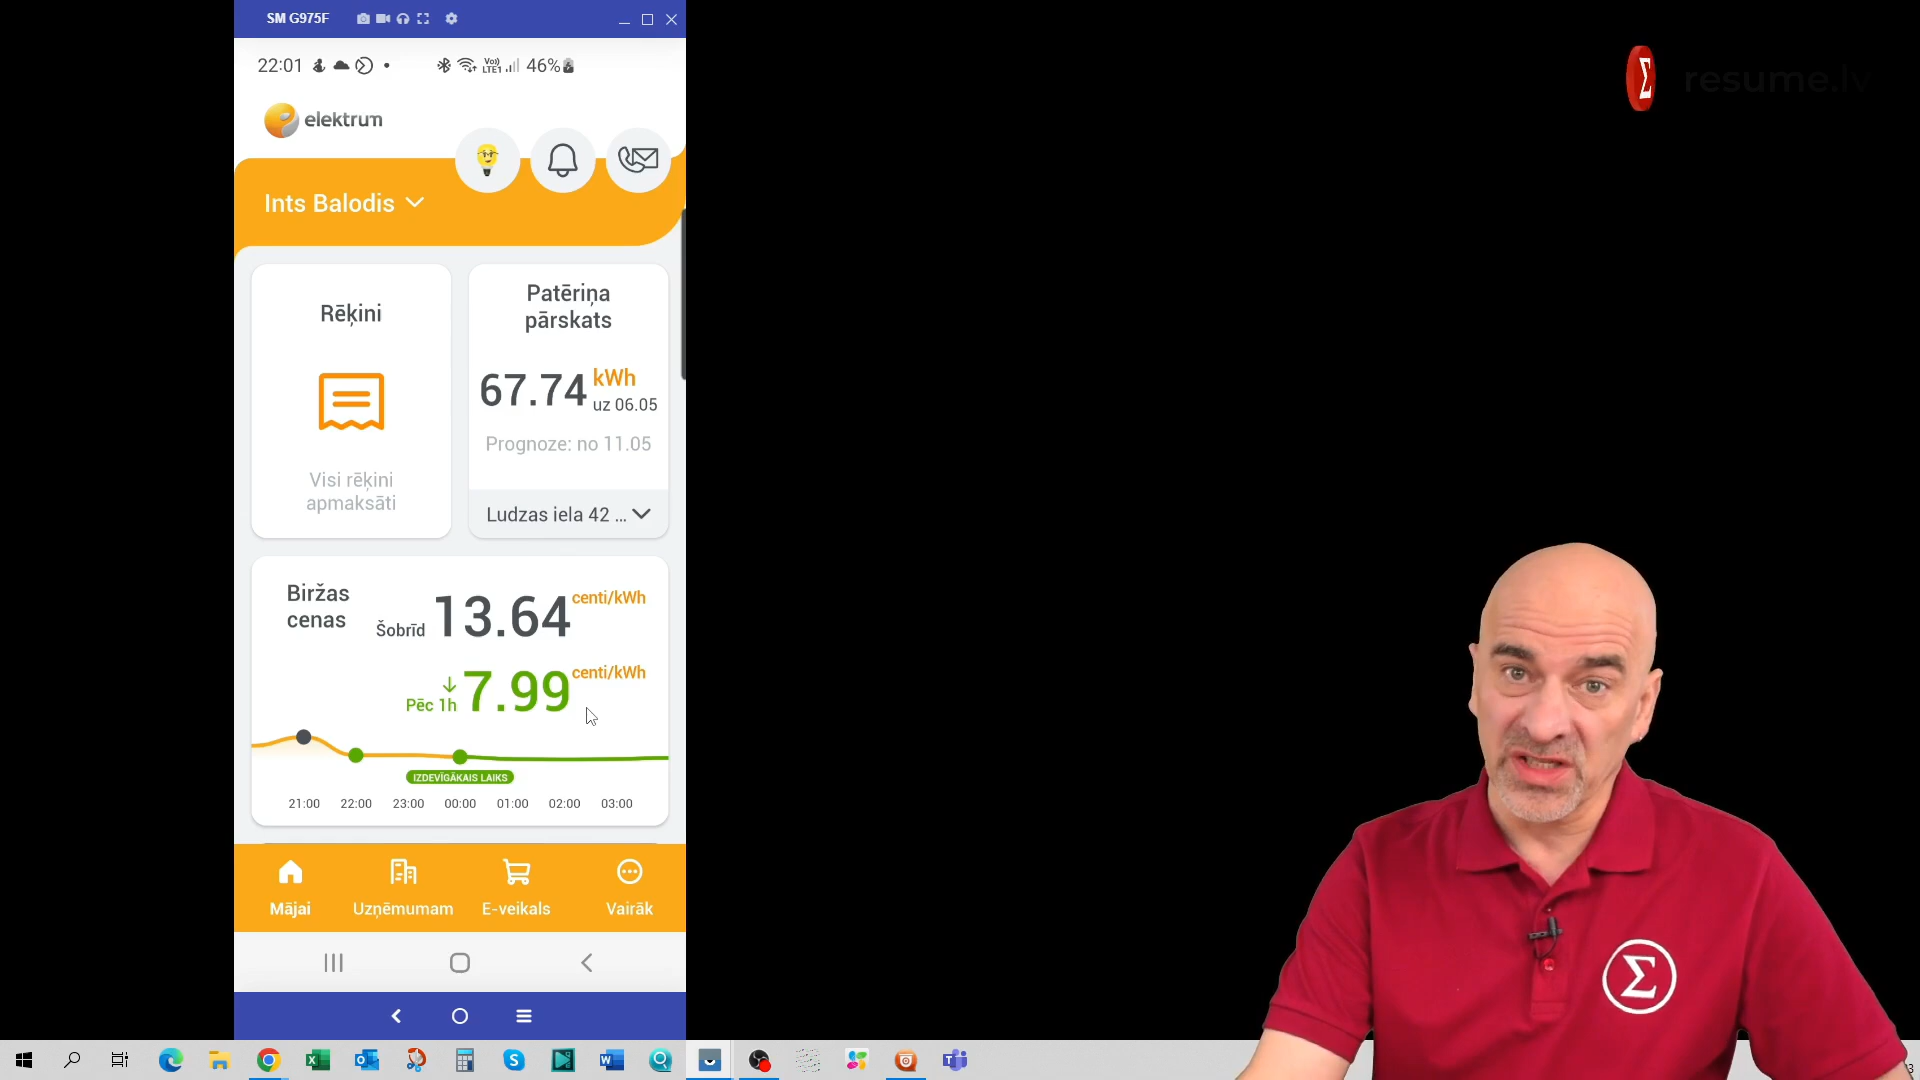 SM G975F
22:01
Vo))
LTE1
46%
elektrum
Ints Balodis
Rēķini
Visi rēķini
apmaksāti
Patēriņa
pārskats
67.74 kWh
uz 06.05
Prognoze: no 11.05
Ludzas iela 42 ...
Biržas
cenas
Šobrīd 13.64 centi/kWh
Pēc 1h 7.99 centi/kWh
IZDEVĪGĀKAIS LAIKS
21:00 22:00 23:00 00:00 01:00 02:00 03:00
Mājai Uzņēmumam E-veikals Vairāk
resume.lv
Σ
Σ